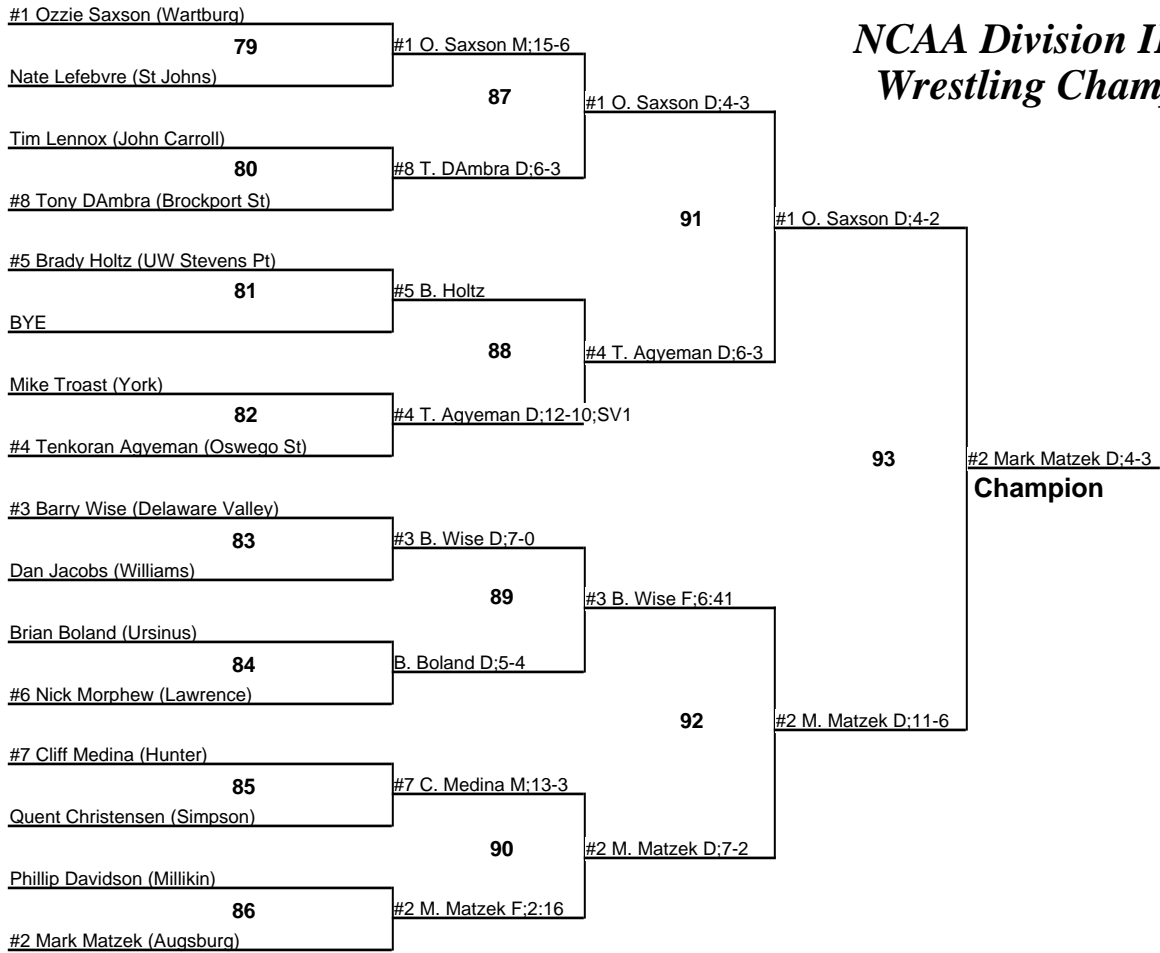 NCAA Division II
Wrestling Champ
#1 Ozzie Saxson (Wartburg)
79
Nate Lefebvre (St Johns)
#1 O. Saxson M;15-6
87
Tim Lennox (John Carroll)
80
#8 Tony DAmbra (Brockport St)
#8 T. DAmbra D;6-3
#1 O. Saxson D;4-3
91
#5 Brady Holtz (UW Stevens Pt)
81
BYE
#5 B. Holtz
88
Mike Troast (York)
82
#4 Tenkoran Agyeman (Oswego St)
#4 T. Agyeman D;12-10;SV1
#4 T. Agyeman D;6-3
#1 O. Saxson D;4-2
93
#3 Barry Wise (Delaware Valley)
83
Dan Jacobs (Williams)
#3 B. Wise D;7-0
89
Brian Boland (Ursinus)
84
#6 Nick Morphew (Lawrence)
B. Boland D;5-4
#3 B. Wise F;6:41
92
#7 Cliff Medina (Hunter)
85
Quent Christensen (Simpson)
#7 C. Medina M;13-3
90
Phillip Davidson (Millikin)
86
#2 Mark Matzek (Augsburg)
#2 M. Matzek F;2:16
#2 M. Matzek D;7-2
#2 M. Matzek D;11-6
#2 Mark Matzek D;4-3
Champion